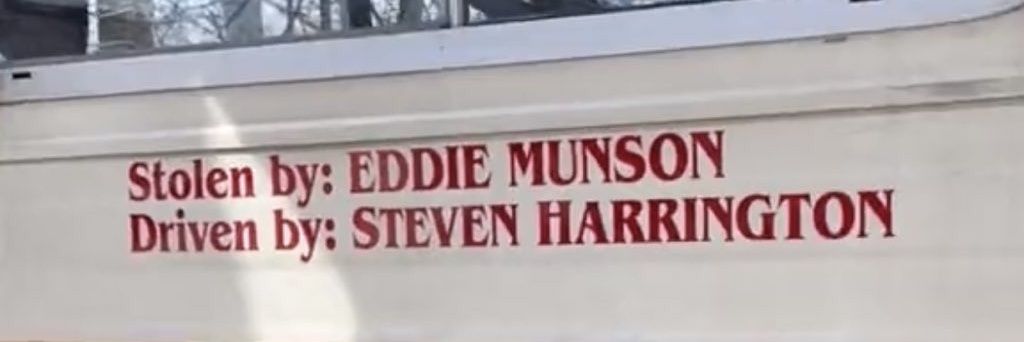 Stolen by: EDDIE MUNSON
Driven by: STEVEN HARRINGTON